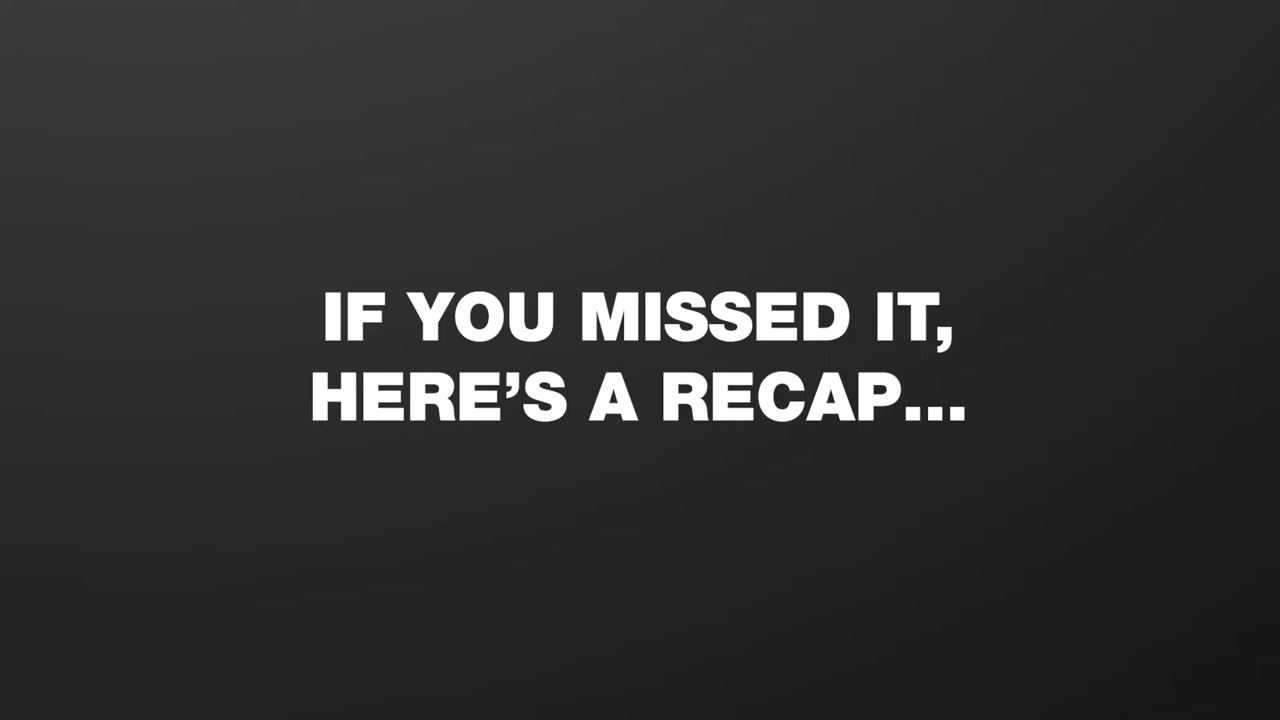 IF YOU MISSED IT,
HERE’S A RECAP...